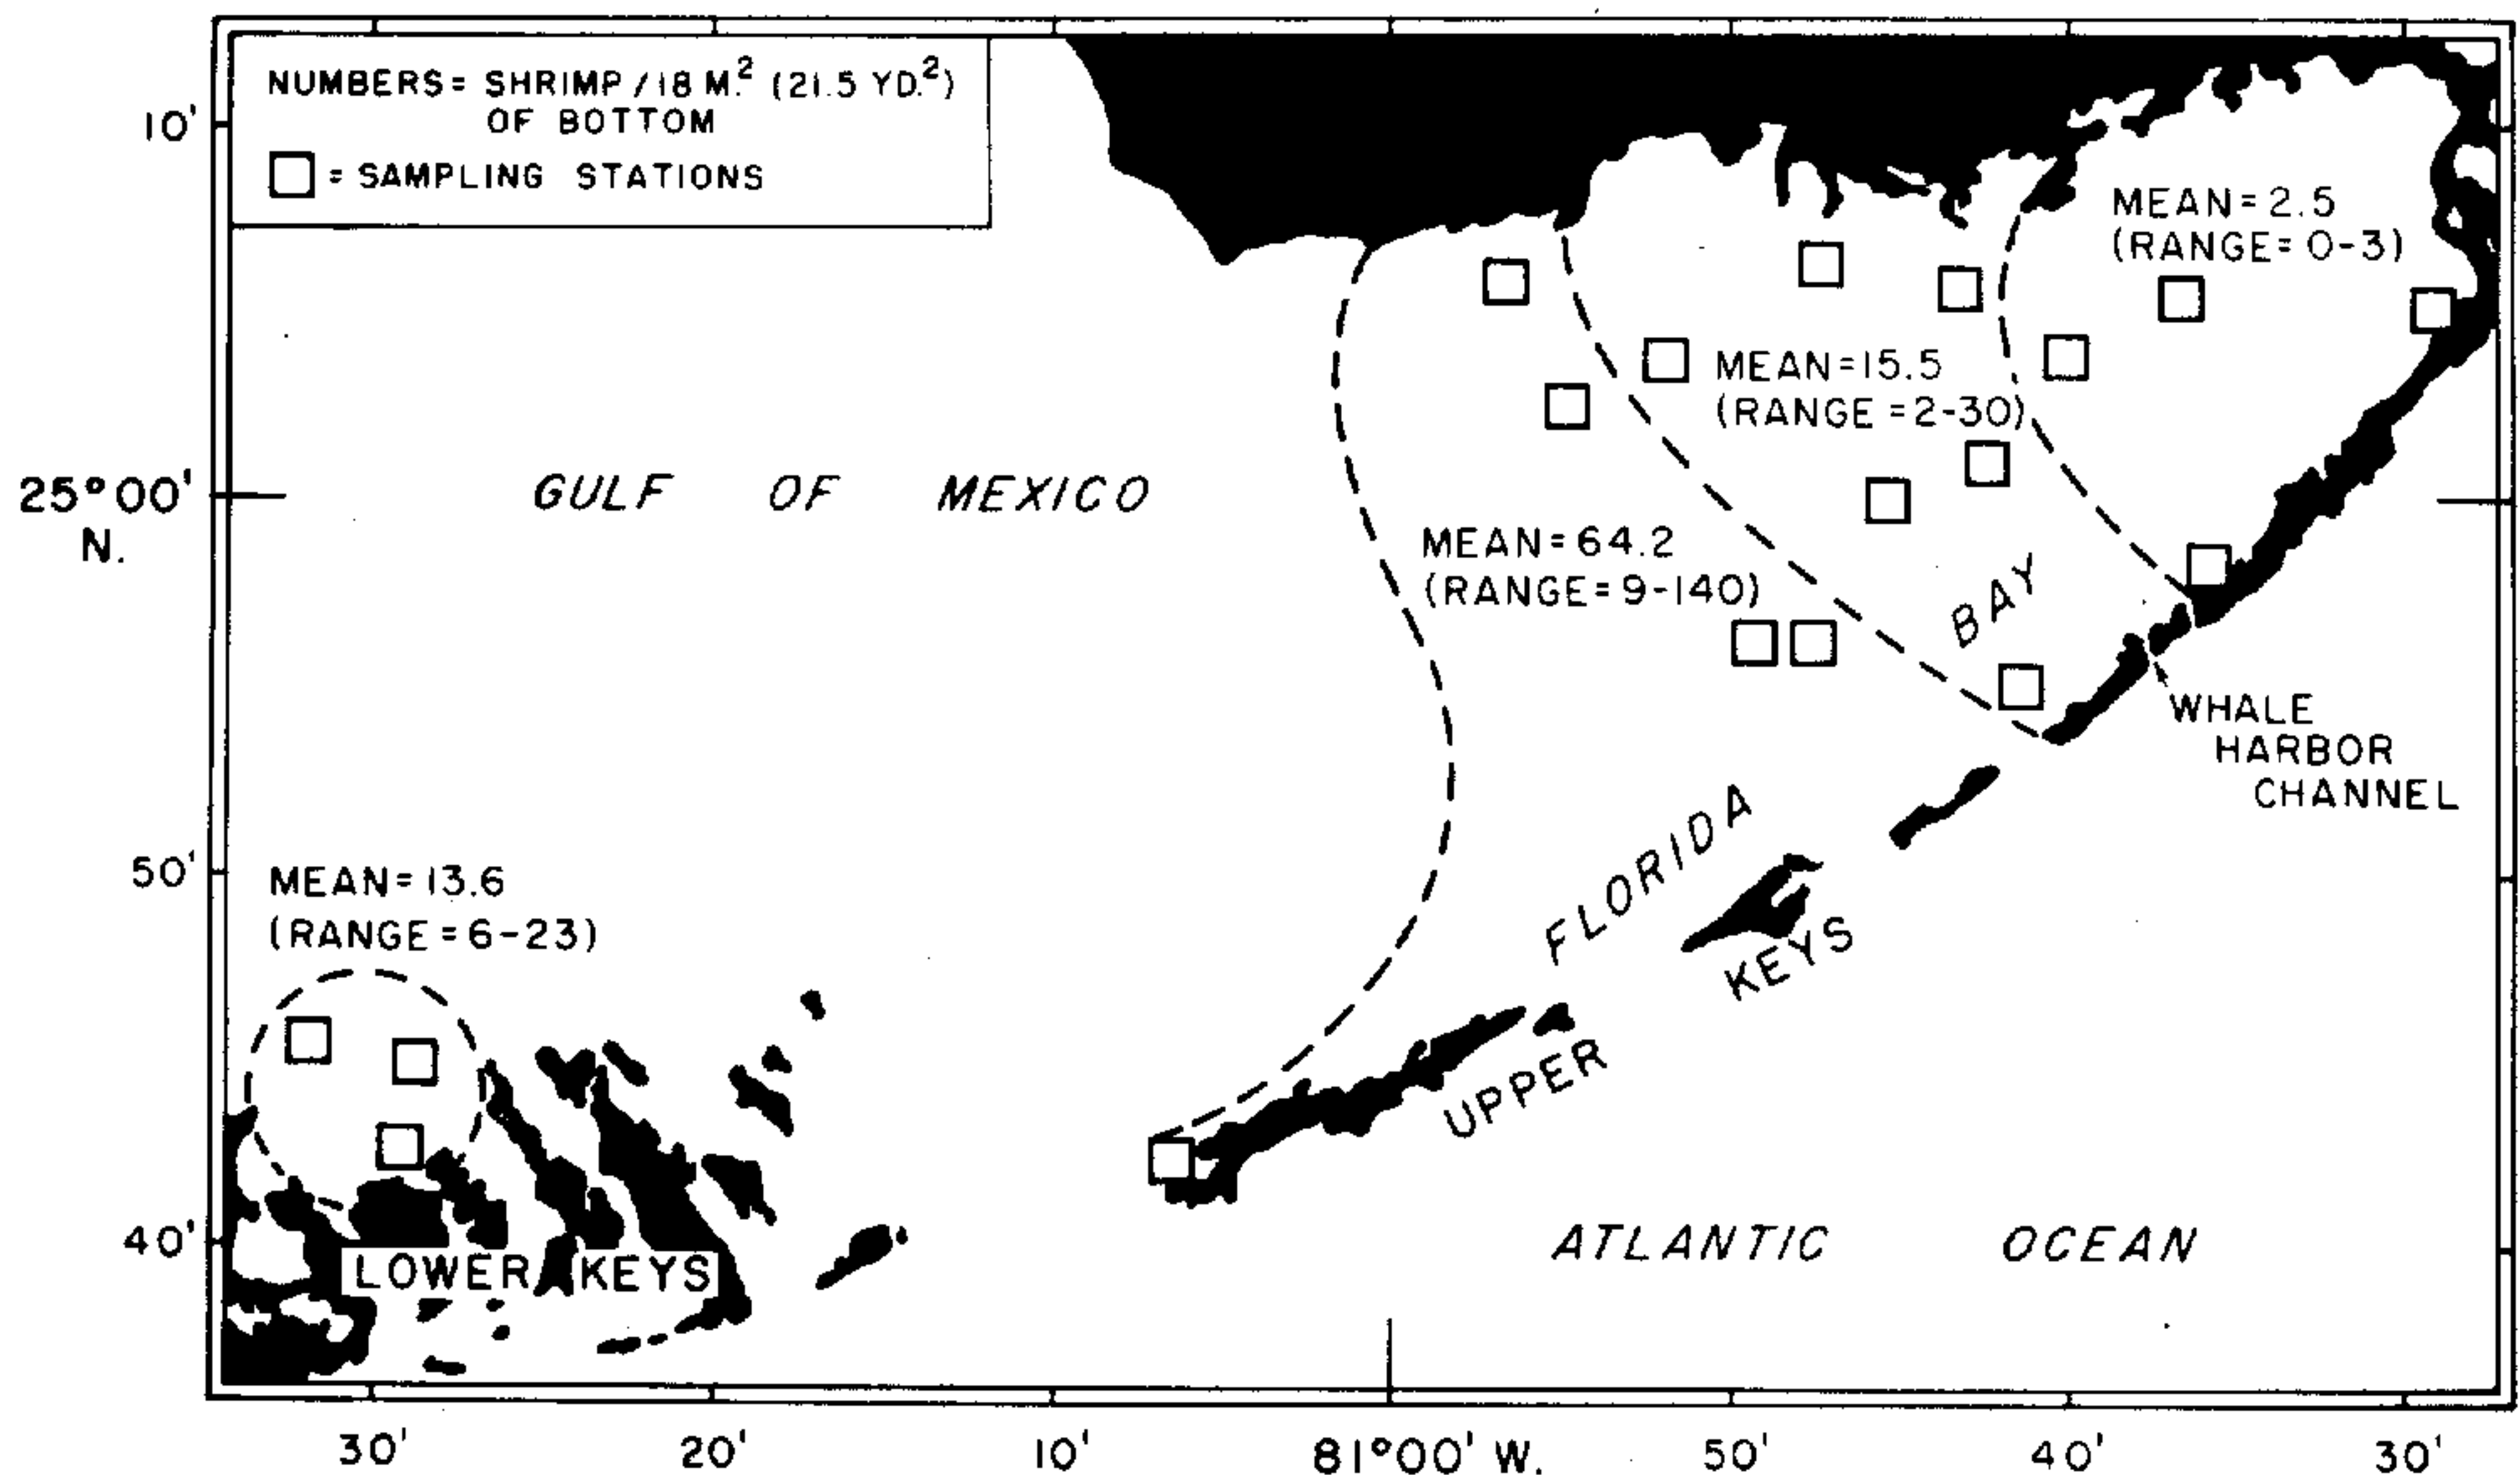 NUMBERS= SHRIMP/18 M.² (21.5 YD.²)
OF BOTTOM
= SAMPLING STATIONS
10'
MEAN=2.5
(RANGE=0-3)
MEAN=15.5
(RANGE=2-30)
25°00'
N.
GULF OF MEXICO
MEAN=64.2
(RANGE=9-140)
BAY
WHALE
HARBOR
CHANNEL
FLORIDA
50'
MEAN=13.6
(RANGE=6-23)
KEYS
UPPER
40'
LOWER KEYS
ATLANTIC OCEAN
30' 20' 10' 81°00' W. 50' 40' 30'